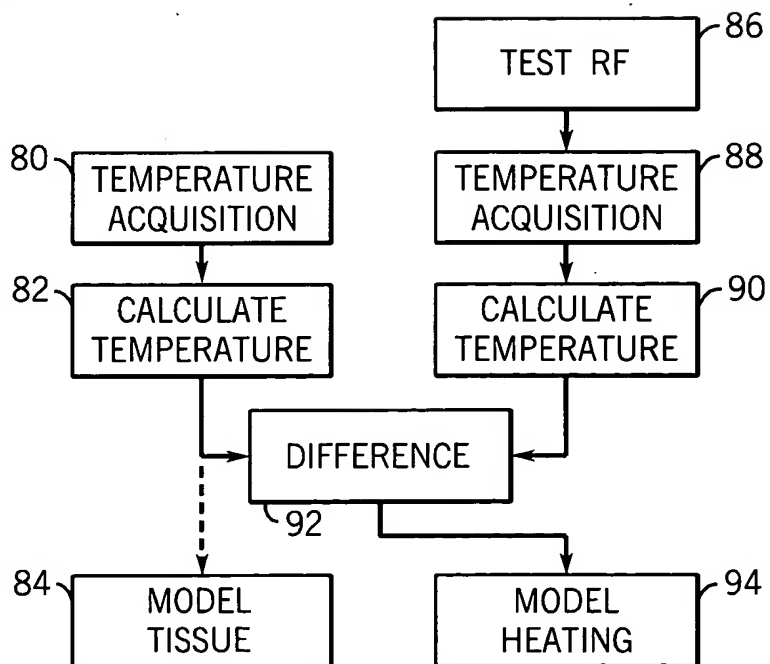 86
TEST RF
80
TEMPERATURE
ACQUISITION
88
TEMPERATURE
ACQUISITION
82
CALCULATE
TEMPERATURE
90
CALCULATE
TEMPERATURE
DIFFERENCE
92
84
MODEL
TISSUE
94
MODEL
HEATING